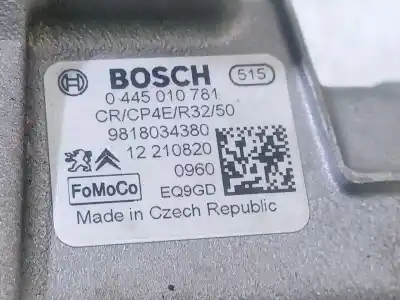 BOSCH 515
0 445 010 781
CR/CP4E/R32/50
9818034380
12 210820
0960
FoMoCo EQ9GD
Made in Czech Republic